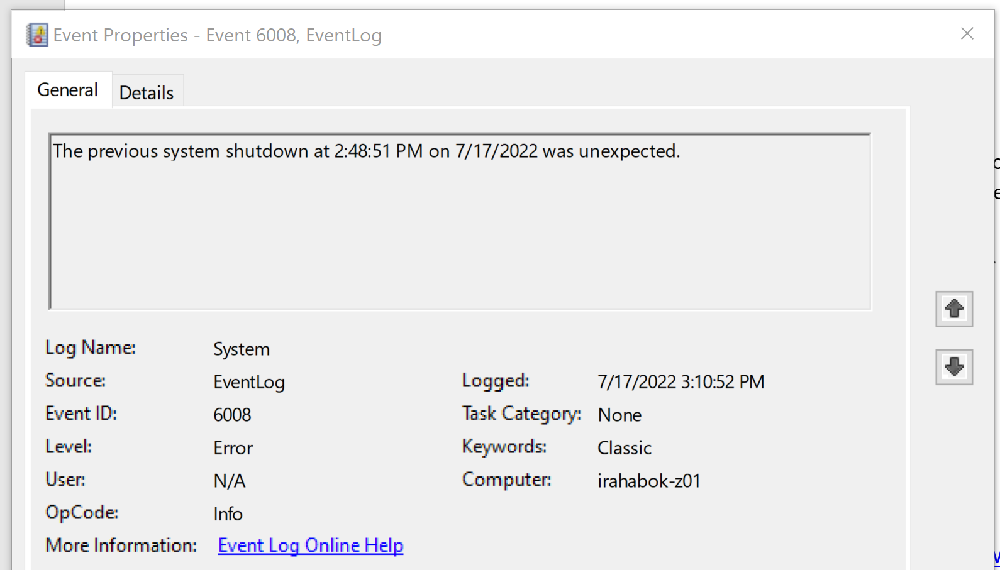 Event Properties - Event 6008, EventLog
General
Details
The previous system shutdown at 2:48:51 PM on 7/17/2022 was unexpected.
Log Name: System
Source: EventLog Logged: 7/17/2022 3:10:52 PM
Event ID: 6008 Task Category: None
Level: Error Keywords: Classic
User: N/A Computer: irahabok-z01
OpCode: Info
More Information: Event Log Online Help